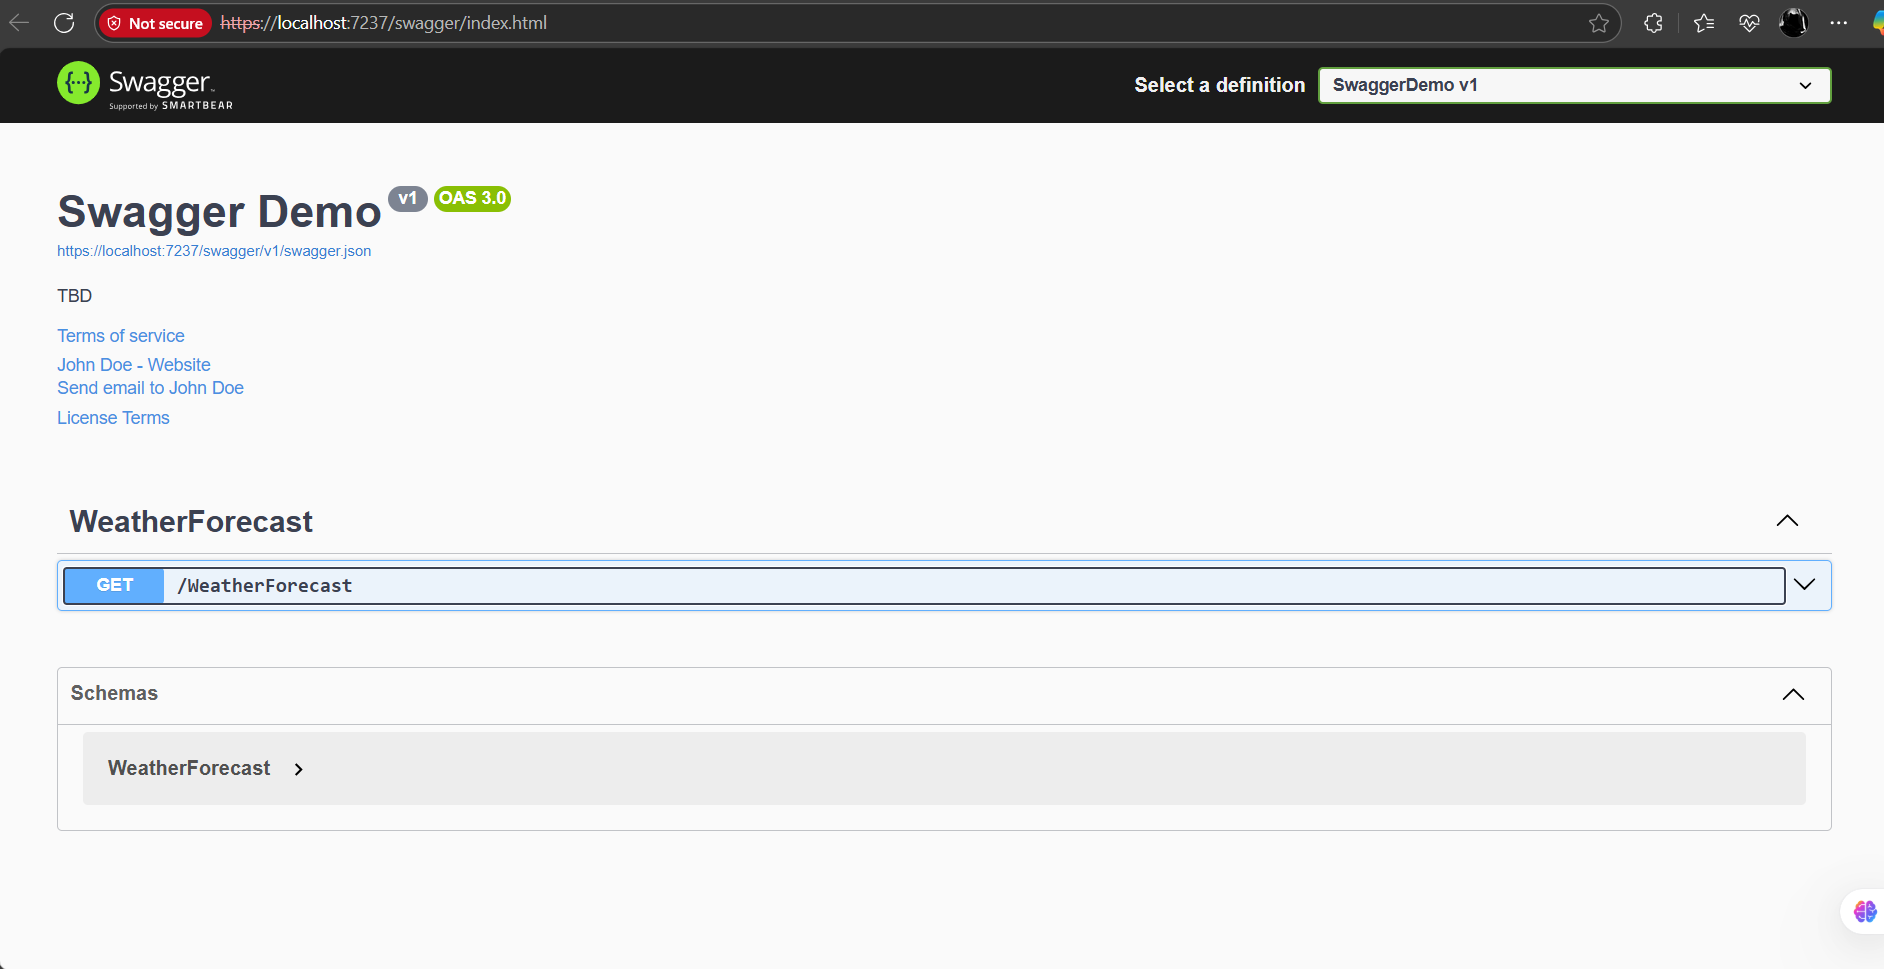 Not secure https://localhost:7237/swagger/index.html
{···} Swagger™
Supported by SMARTBEAR
Select a definition SwaggerDemo v1
Swagger Demo v1 OAS 3.0
https://localhost:7237/swagger/v1/swagger.json
TBD
Terms of service
John Doe - Website
Send email to John Doe
License Terms
WeatherForecast
GET /WeatherForecast
Schemas
WeatherForecast